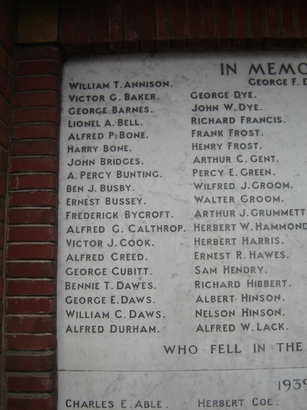 IN MEMO
WILLIAM T. ANNISON.
VICTOR G. BAKER.
GEORGE BARNES.
LIONEL A. BELL.
ALFRED P. BONE.
HARRY BONE.
JOHN BRIDGES.
A. PERCY BUNTING.
BEN J. BUSBY.
ERNEST BUSSEY.
FREDERICK BYCROFT.
ALFRED G. CALTHROP.
VICTOR J. COOK.
ALFRED CREED.
GEORGE CUBITT.
BENNIE T. DAWES.
GEORGE E. DAWS.
WILLIAM C. DAWS.
ALFRED DURHAM.
GEORGE F.
GEORGE DYE.
JOHN W. DYE.
RICHARD FRANCIS.
FRANK FROST.
HENRY FROST.
ARTHUR C. GENT.
PERCY E. GREEN.
WILFRED J. GROOM.
WALTER GROOM.
ARTHUR J. GRUMMETT
HERBERT W. HAMMOND
HERBERT HARRIS.
ERNEST R. HAWES.
SAM HENDRY.
RICHARD HIBBERT.
ALBERT HINSON.
NELSON HINSON.
ALFRED W. LACK.
WHO FELL IN THE
1939
CHARLES E. ABLE.
HERBERT COE.